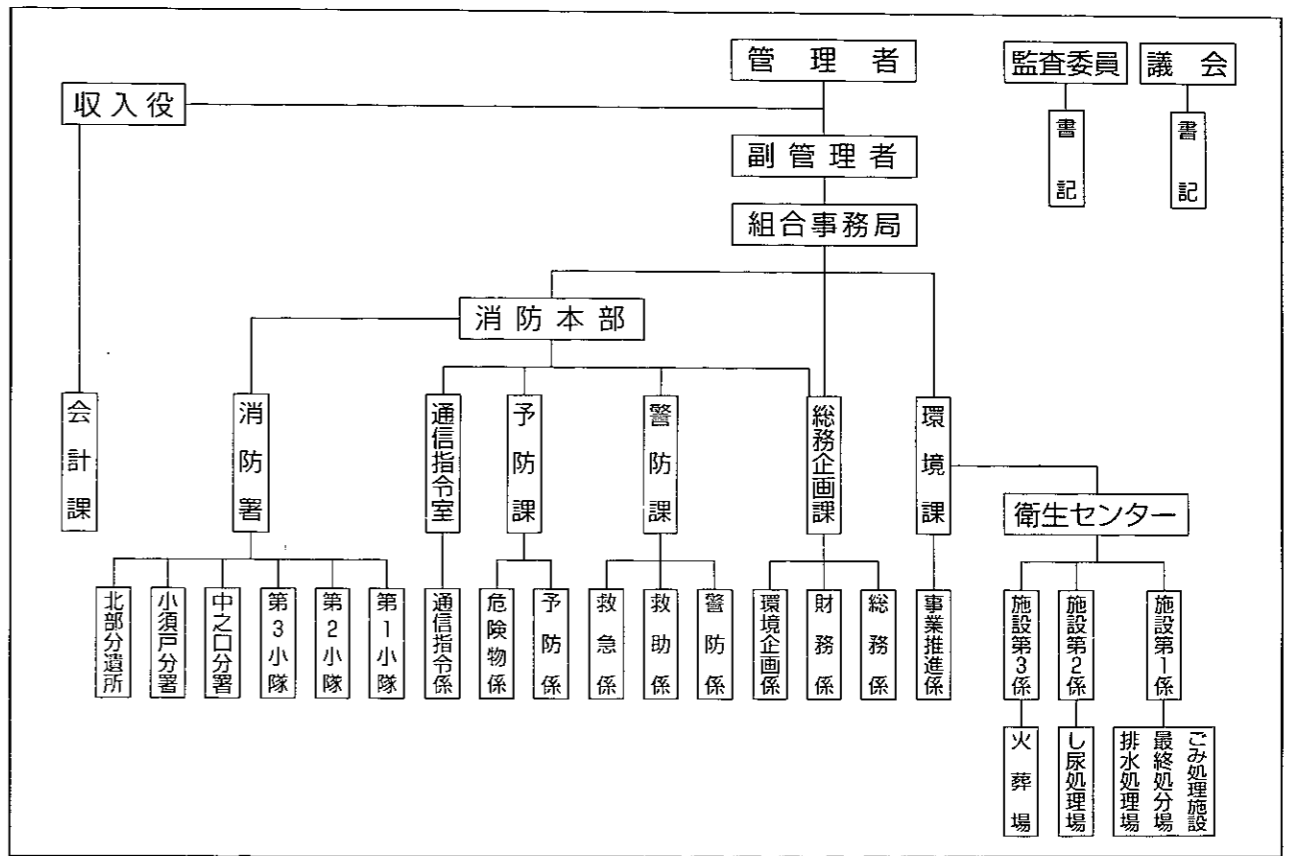 管理者
監査委員
議会
収入役
書記
書記
副管理者
組合事務局
消防本部
会計課
消防署
通信指令室
予防課
警防課
総務企画課
環境課
衛生センター
北部分遣所
小須戸分署
中之口分署
第3小隊
第2小隊
第1小隊
通信指令係
危険物係
予防係
救急係
救助係
警防係
環境企画係
財務係
総務係
事業推進係
施設第3係
施設第2係
施設第1係
火葬場
し尿処理場
ごみ処理施設
最終処分場
排水処理場